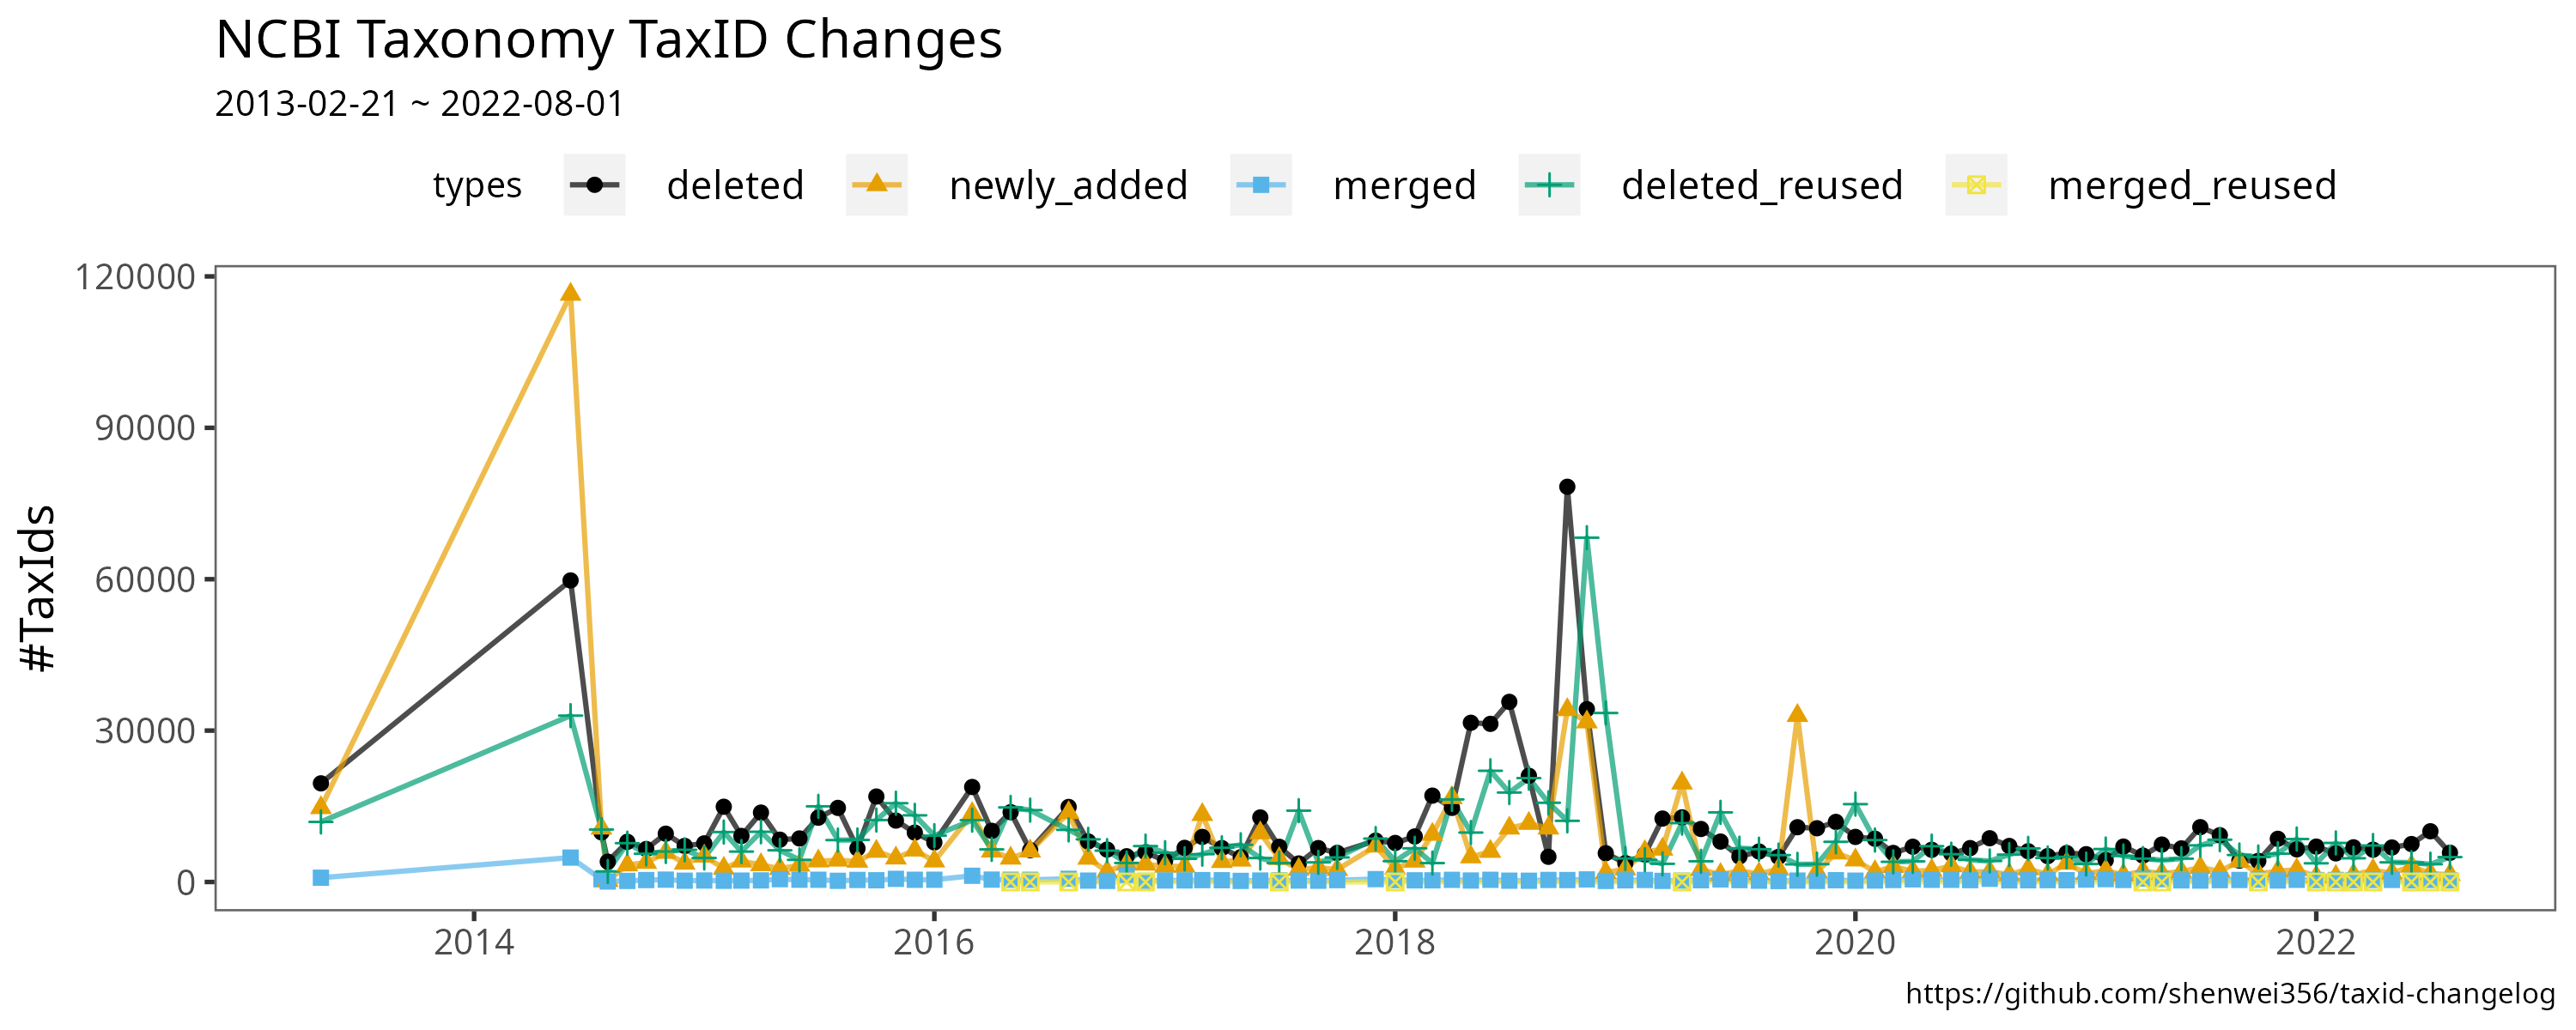 NCBI Taxonomy TaxID Changes
2013-02-21 ~ 2022-08-01
types deleted newly_added merged deleted_reused merged_reused
120000
90000
60000
30000
0
#TaxIds
2014 2016 2018 2020 2022
https://github.com/shenwei356/taxid-changelog